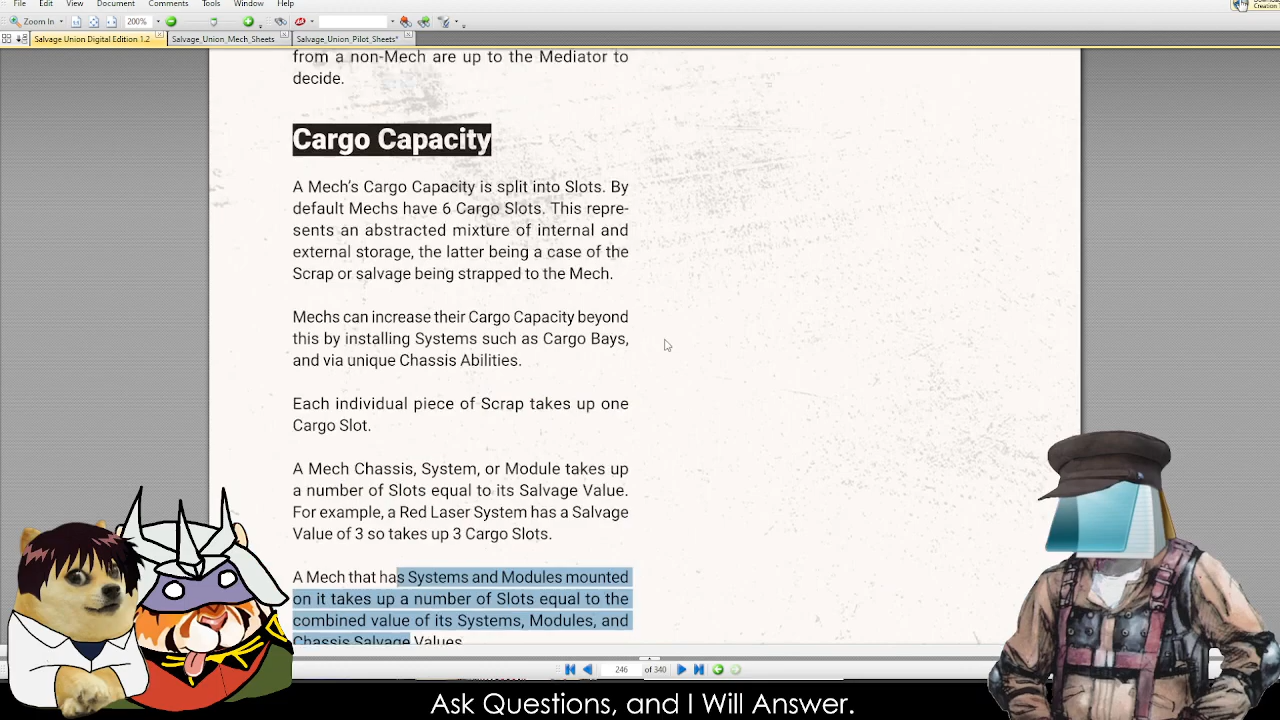 File Edit View Document Comments Tools Window Help
Zoom In 200%
Creation
Salvage Union Digital Edition 1.2 Salvage_Union_Mech_Sheets Salvage_Union_Pilot_Sheets*
from a non-Mech are up to the Mediator to
decide.
Cargo Capacity
A Mech's Cargo Capacity is split into Slots. By
default Mechs have 6 Cargo Slots. This repre-
sents an abstracted mixture of internal and
external storage, the latter being a case of the
Scrap or salvage being strapped to the Mech.
Mechs can increase their Cargo Capacity beyond
this by installing Systems such as Cargo Bays,
and via unique Chassis Abilities.
Each individual piece of Scrap takes up one
Cargo Slot.
A Mech Chassis, System, or Module takes up
a number of Slots equal to its Salvage Value.
For example, a Red Laser System has a Salvage
Value of 3 so takes up 3 Cargo Slots.
A Mech that has Systems and Modules mounted
on it takes up a number of Slots equal to the
combined value of its Systems, Modules, and
Chassis Salvage Values.
246 of 340
Ask Questions, and I Will Answer.